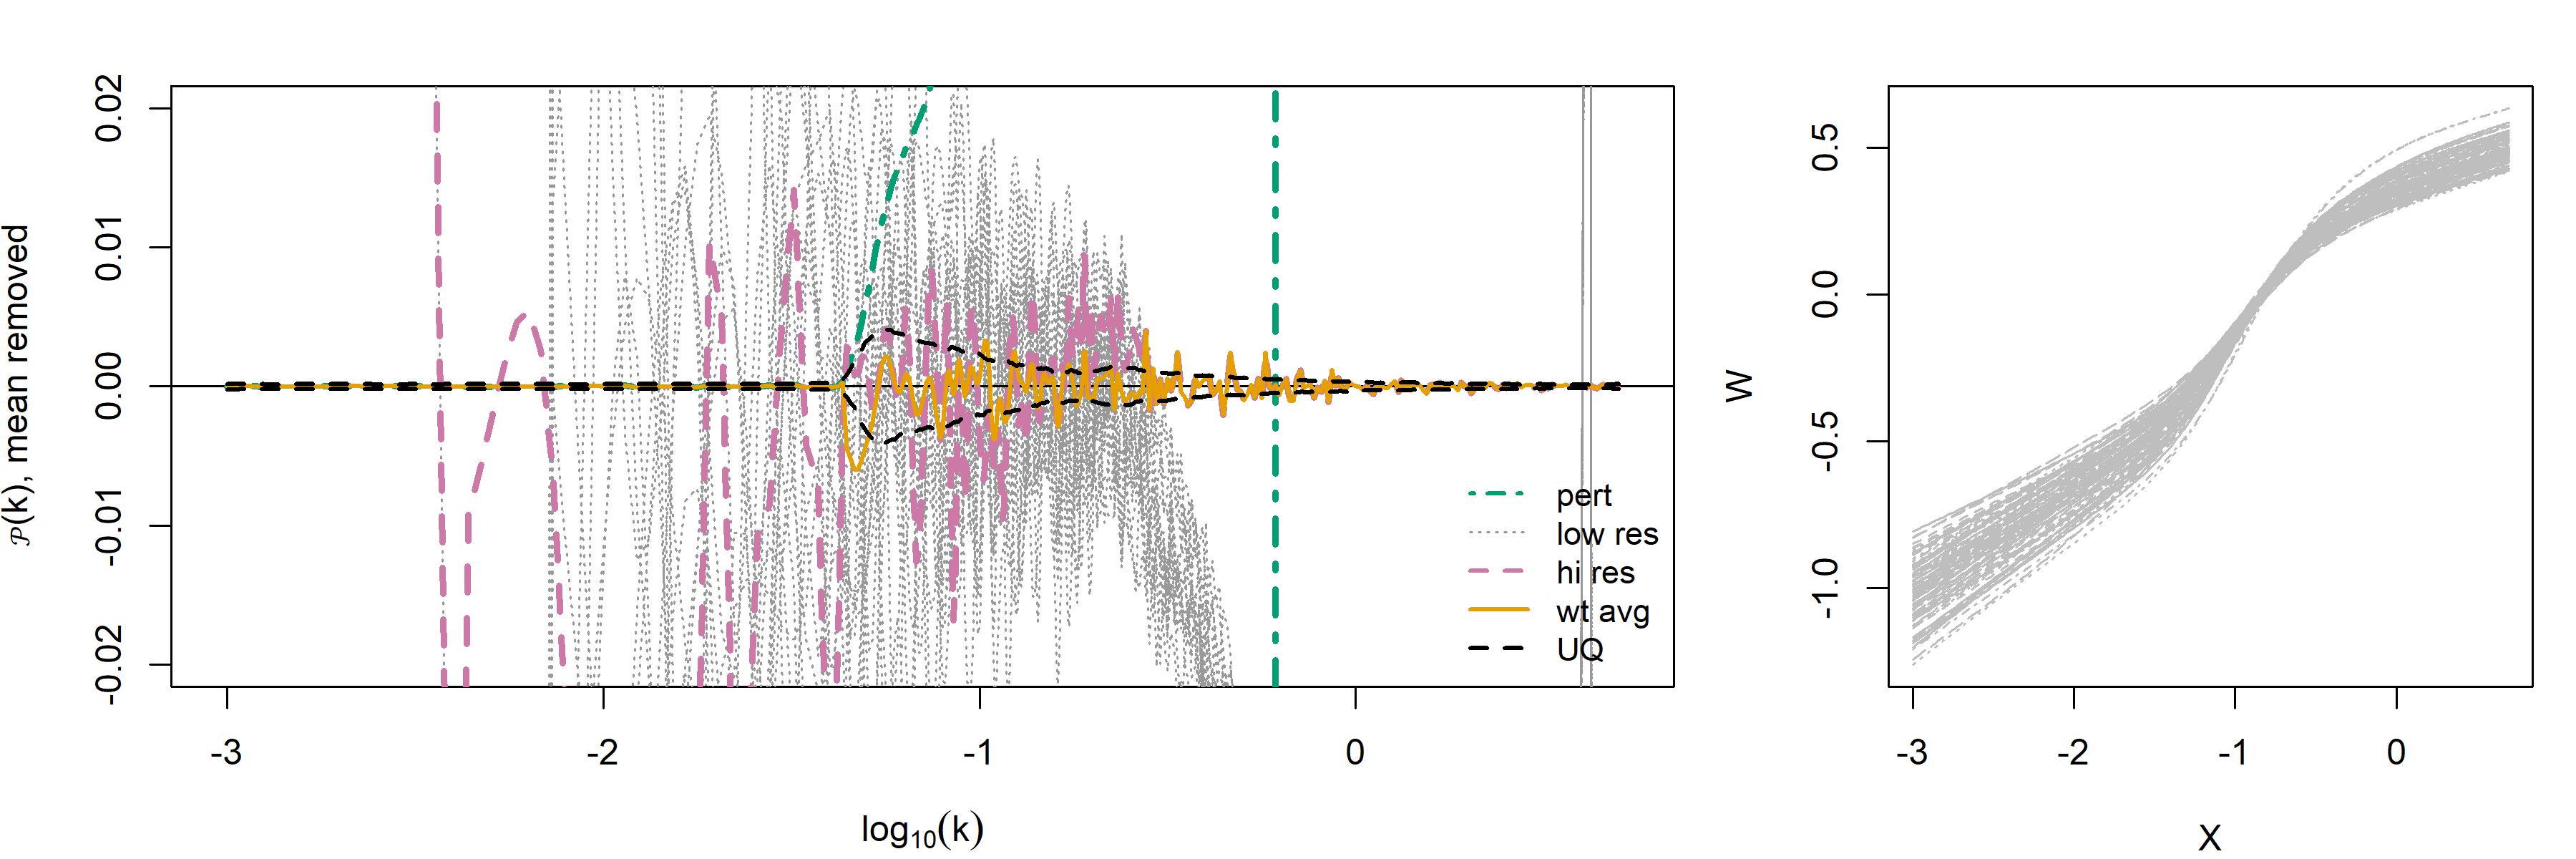 𝒫(k), mean removed
0.02
0.01
0.00
-0.01
-0.02
-3
-2
-1
0
log10(k)
pert
low res
hi res
wt avg
UQ
W
0.5
0.0
-0.5
-1.0
-3
-2
-1
0
X